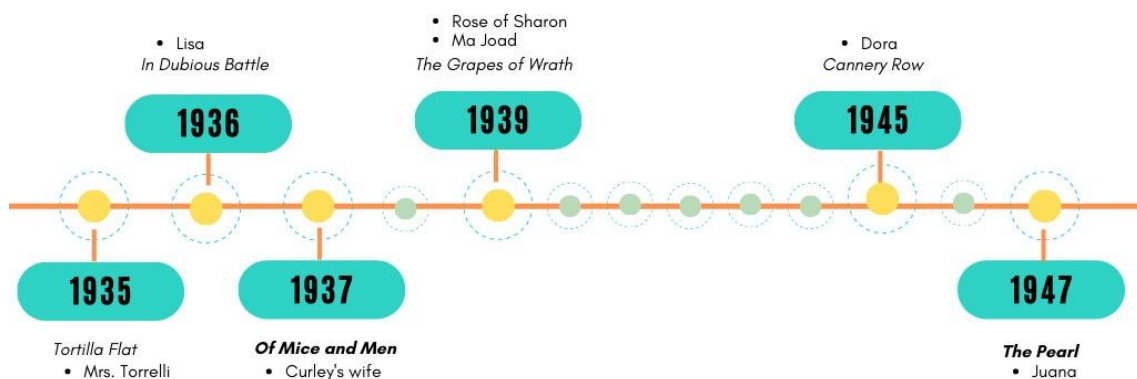 • Lisa
In Dubious Battle
1936
• Rose of Sharon
• Ma Joad
The Grapes of Wrath
1939
• Dora
Cannery Row
1945
1935
Tortilla Flat
• Mrs. Torrelli
1937
Of Mice and Men
• Curley's wife
1947
The Pearl
• Juana